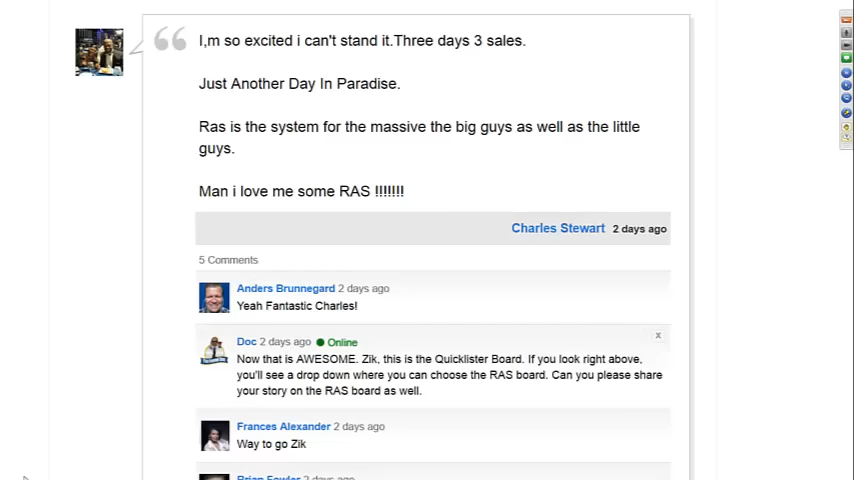 I,m so excited i can't stand it.Three days 3 sales.
Just Another Day In Paradise.
Ras is the system for the massive the big guys as well as the little
guys.
Man i love me some RAS !!!!!!!
Charles Stewart 2 days ago
5 Comments
Anders Brunnegard 2 days ago
Yeah Fantastic Charles!
Doc 2 days ago Online
x
Now that is AWESOME. Zik, this is the Quicklister Board. If you look right above,
you'll see a drop down where you can choose the RAS board. Can you please share
your story on the RAS board as well.
Frances Alexander 2 days ago
Way to go Zik
Brian Fowler 2 days ago